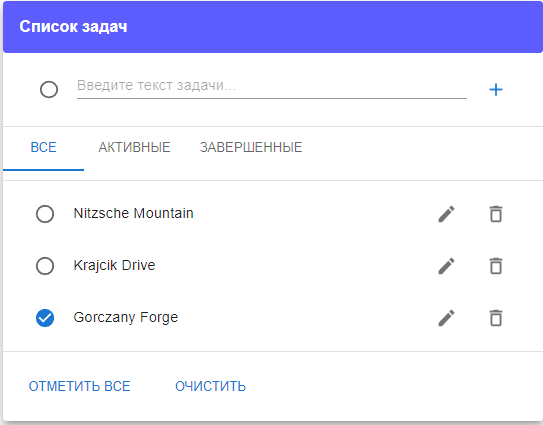 Список задач
Введите текст задачи...
ВСЕ АКТИВНЫЕ ЗАВЕРШЕННЫЕ
Nitzsche Mountain
Krajcik Drive
Gorczany Forge
ОТМЕТИТЬ ВСЕ ОЧИСТИТЬ